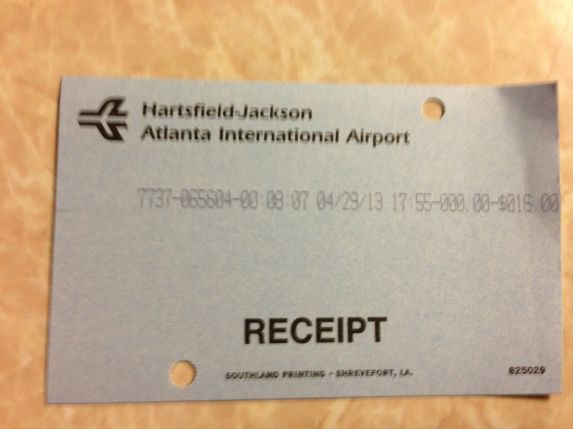 Hartsfield-Jackson
Atlanta International Airport
7737-065604-00:08:07 04/29/13 17:55-000.00-$016.00
RECEIPT
SOUTHLAND PRINTING - SHREVEPORT, LA.
825029